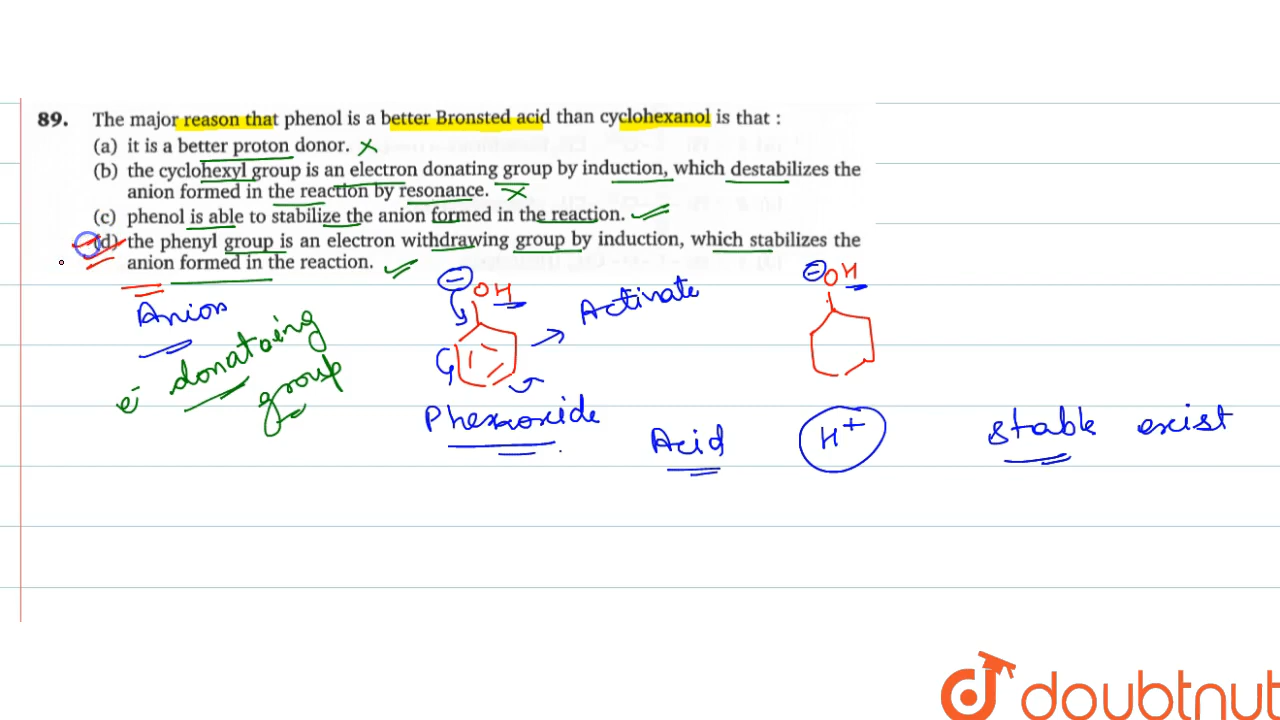 89. The major reason that phenol is a better Bronsted acid than cyclohexanol is that :
(a) it is a better proton donor.
(b) the cyclohexyl group is an electron donating group by induction, which destabilizes the
anion formed in the reaction by resonance.
(c) phenol is able to stabilize the anion formed in the reaction.
(d) the phenyl group is an electron withdrawing group by induction, which stabilizes the
anion formed in the reaction.
Anion
e⁻ donatoing
group
OH
Activate
OH
Phenoxide
Acid
H+
stable exist
doubtnut